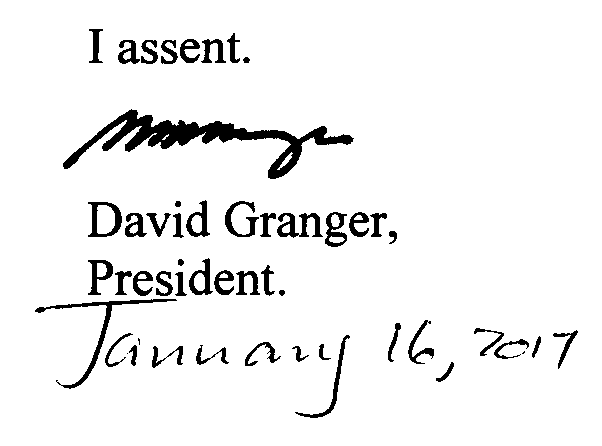 I assent.
David Granger,
President.
January 16, 2017